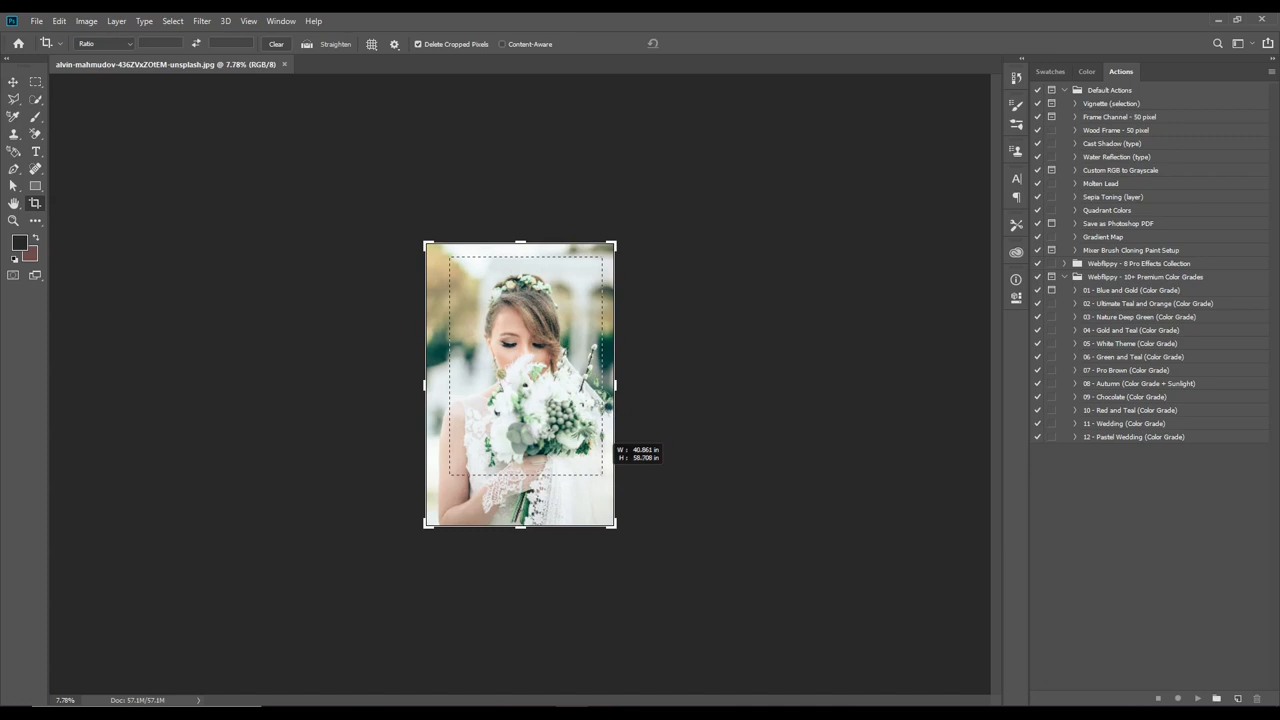 Ps File Edit Image Layer Type Select Filter 3D View Window Help
Ratio Clear Straighten Delete Cropped Pixels Content-Aware
alvin-mahmudov-436ZVxZOtEM-unsplash.jpg @ 7.78% (RGB/8)
Swatches Color Actions
Default Actions
Vignette (selection)
Frame Channel - 50 pixel
Wood Frame - 50 pixel
Cast Shadow (type)
Water Reflection (type)
Custom RGB to Grayscale
Molten Lead
Sepia Toning (layer)
Quadrant Colors
Save as Photoshop PDF
Gradient Map
Mixer Brush Cloning Paint Setup
Webflippy - 8 Pro Effects Collection
Webflippy - 10+ Premium Color Grades
01 - Blue and Gold (Color Grade)
02 - Ultimate Teal and Orange (Color Grade)
03 - Nature Deep Green (Color Grade)
04 - Gold and Teal (Color Grade)
05 - White Theme (Color Grade)
06 - Green and Teal (Color Grade)
07 - Pro Brown (Color Grade)
08 - Autumn (Color Grade + Sunlight)
09 - Chocolate (Color Grade)
10 - Red and Teal (Color Grade)
11 - Wedding (Color Grade)
12 - Pastel Wedding (Color Grade)
W: 40.861 in
H: 58.708 in
7.78% Doc: 57.1M/57.1M